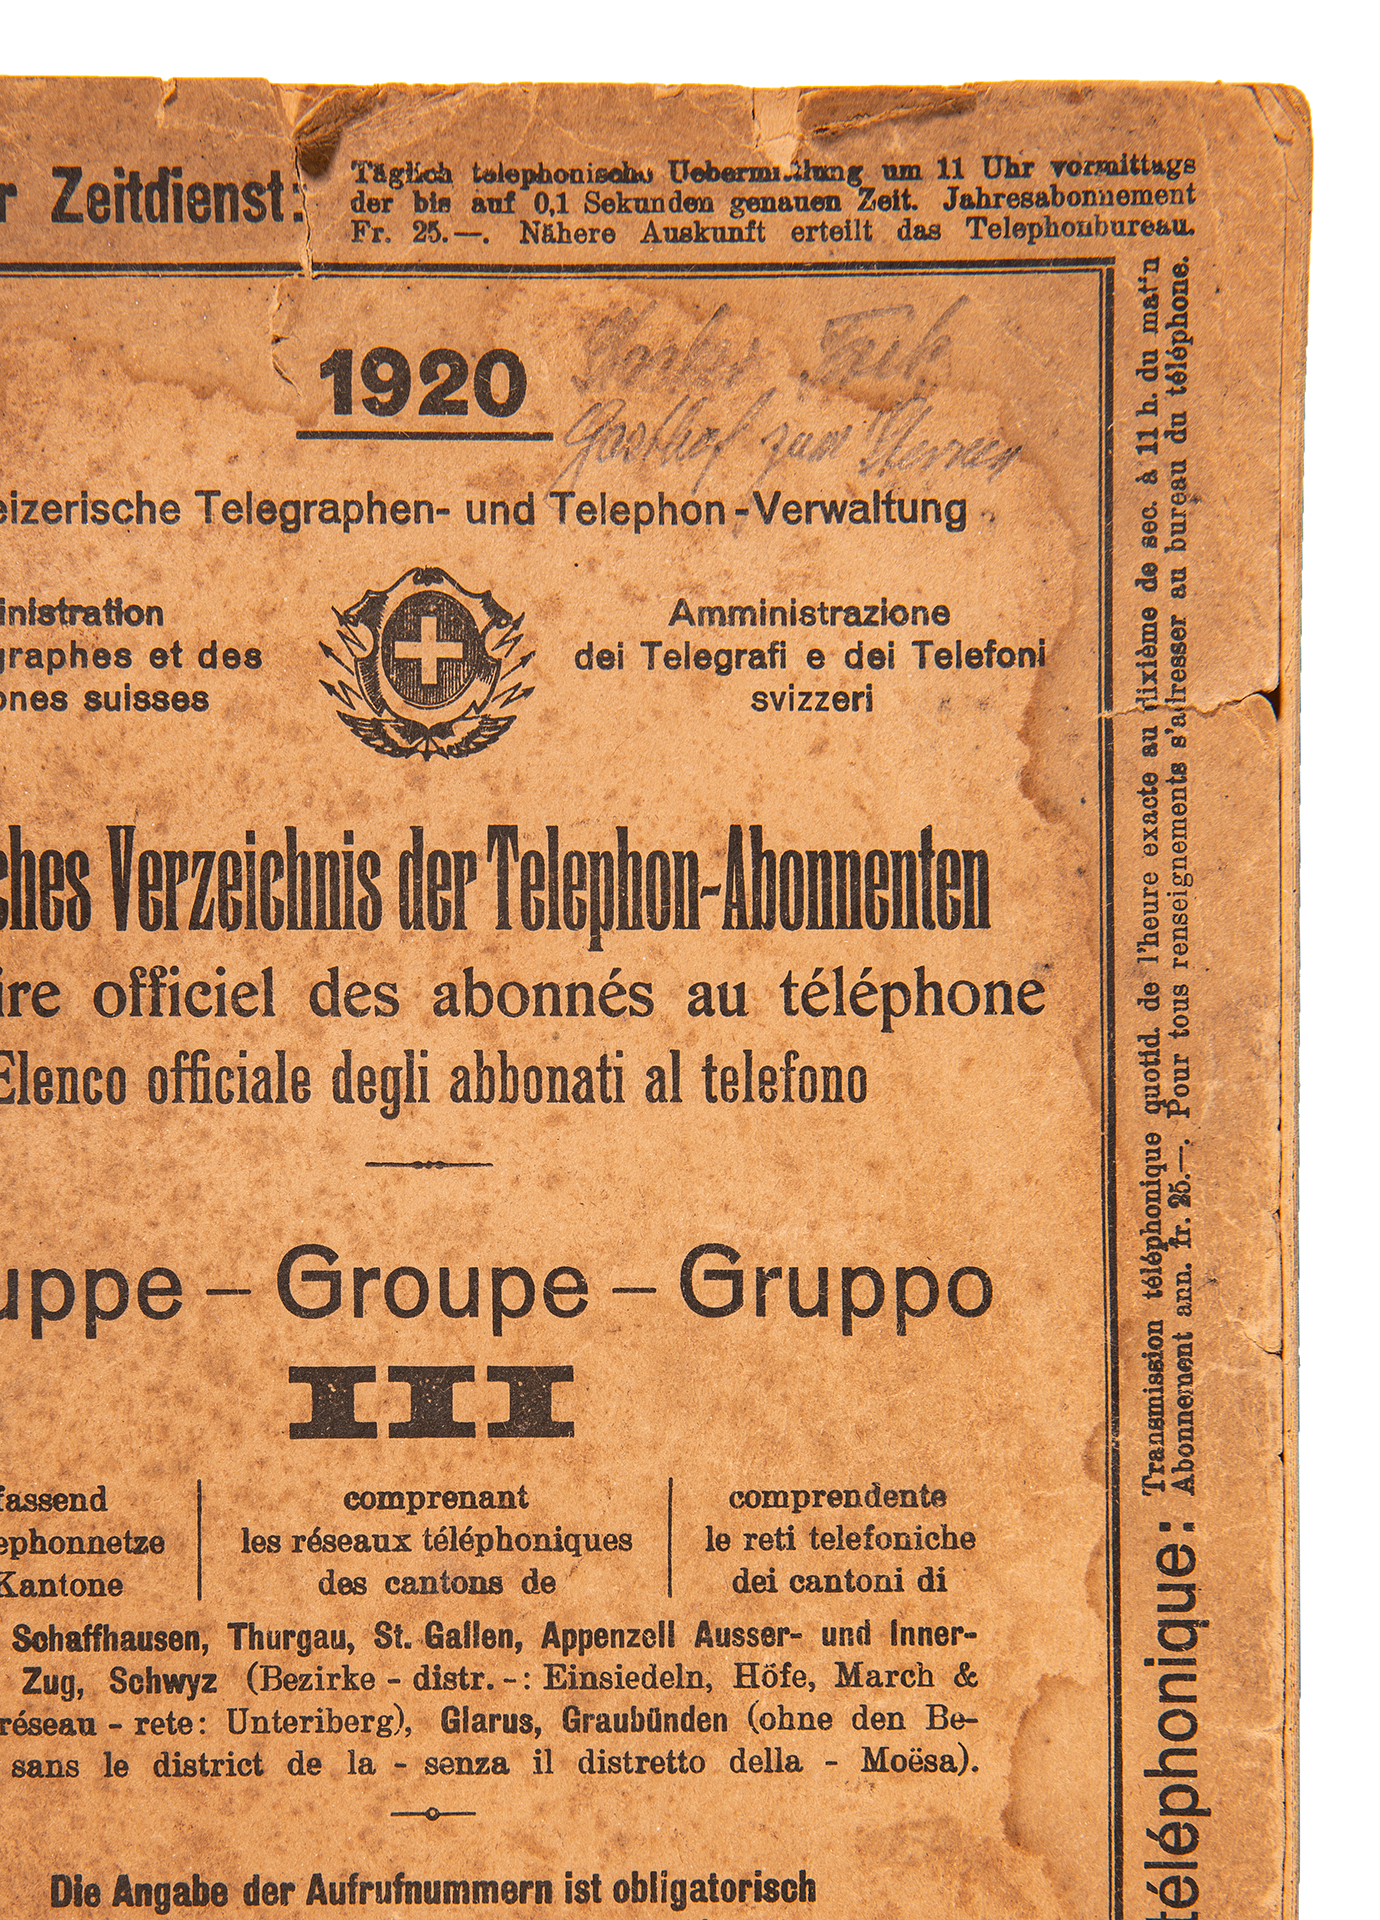 r Zeitdienst:
Täglich telephonische Uebermittlung um 11 Uhr vormittags
der bis auf 0,1 Sekunden genauen Zeit. Jahresabonnement
Fr. 25.—. Nähere Auskunft erteilt das Telephonbureau.
1920
Gasthof zum Sternen
eizerische Telegraphen- und Telephon-Verwaltung
inistration
graphes et des
ones suisses
Amministrazione
dei Telegrafi e dei Telefoni
svizzeri
ches Verzeichnis der Telephon-Abonnenten
ire officiel des abonnés au téléphone
Elenco officiale degli abbonati al telefono
uppe – Groupe – Gruppo
III
fassend
ephonnetze
Kantone
comprenant
les réseaux téléphoniques
des cantons de
comprendente
le reti telefoniche
dei cantoni di
Schaffhausen, Thurgau, St. Gallen, Appenzell Ausser- und Inner-
Zug, Schwyz (Bezirke - distr. -: Einsiedeln, Höfe, March &
réseau - rete: Unteriberg), Glarus, Graubünden (ohne den Be-
sans le district de la - senza il distretto della - Moësa).
Die Angabe der Aufrufnummern ist obligatorisch
téléphonique:
Transmission téléphonique quotid. de l'heure exacte au dixième de sec. à 11 h. du mat'n
Abonnement ann. fr. 25.—. Pour tous renseignements s'adresser au bureau du téléphone.